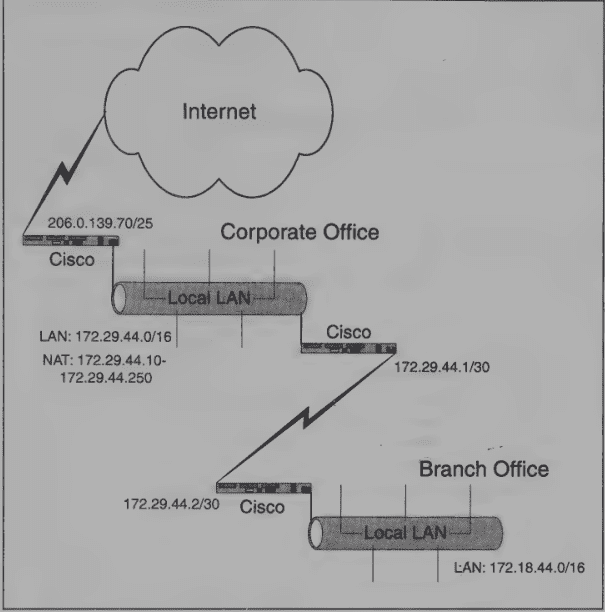 Internet
206.0.139.70/25
Cisco
Corporate Office
Local LAN
LAN: 172.29.44.0/16
NAT: 172.29.44.10-
172.29.44.250
Cisco
172.29.44.1/30
Branch Office
172.29.44.2/30
Cisco
Local LAN
LAN: 172.18.44.0/16